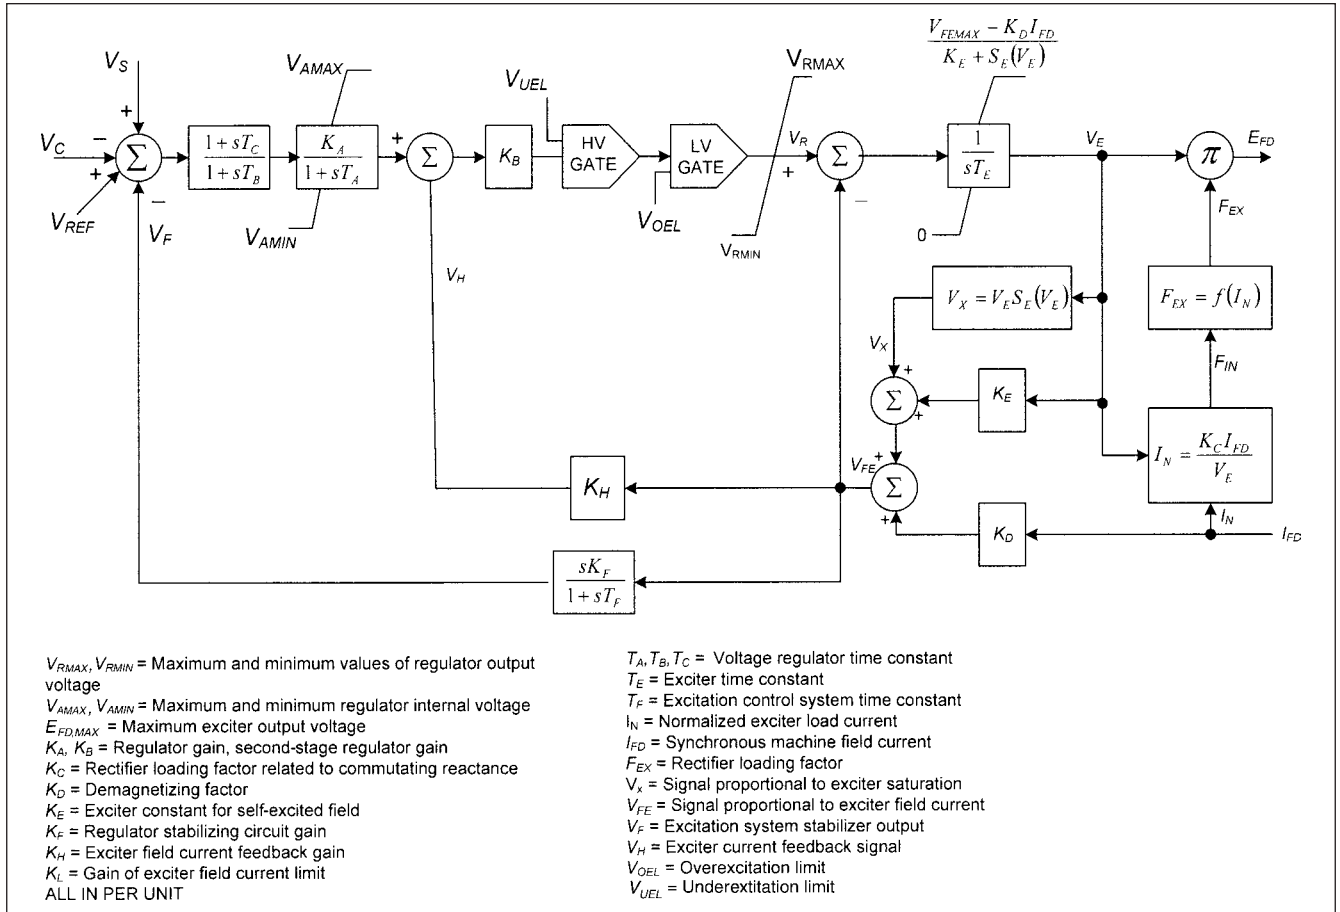 V_S
V_AMAX
V_C
+
−
+
−
Σ
V_REF
V_F
1 + sT_C
1 + sT_B
K_A
1 + sT_A
V_AMIN
+
Σ
V_H
K_B
V_UEL
HV
GATE
LV
GATE
V_OEL
V_RMAX
V_R
+
V_RMIN
Σ
−
V_FEMAX − K_D I_FD
K_E + S_E(V_E)
1
sT_E
0
V_E
π
E_FD
F_EX
V_X = V_E S_E(V_E)
F_EX = f(I_N)
V_X
F_IN
+
Σ
+
K_E
I_N = K_C I_FD
V_E
V_FE
+
Σ
+
K_H
K_D
I_N
I_FD
sK_F
1 + sT_F
V_RMAX, V_RMIN = Maximum and minimum values of regulator output
voltage
V_AMAX, V_AMIN = Maximum and minimum regulator internal voltage
E_FD,MAX = Maximum exciter output voltage
K_A, K_B = Regulator gain, second-stage regulator gain
K_C = Rectifier loading factor related to commutating reactance
K_D = Demagnetizing factor
K_E = Exciter constant for self-excited field
K_F = Regulator stabilizing circuit gain
K_H = Exciter field current feedback gain
K_L = Gain of exciter field current limit
ALL IN PER UNIT
T_A, T_B, T_C = Voltage regulator time constant
T_E = Exciter time constant
T_F = Excitation control system time constant
I_N = Normalized exciter load current
I_FD = Synchronous machine field current
F_EX = Rectifier loading factor
V_x = Signal proportional to exciter saturation
V_FE = Signal proportional to exciter field current
V_F = Excitation system stabilizer output
V_H = Exciter current feedback signal
V_OEL = Overexcitation limit
V_UEL = Underextitation limit